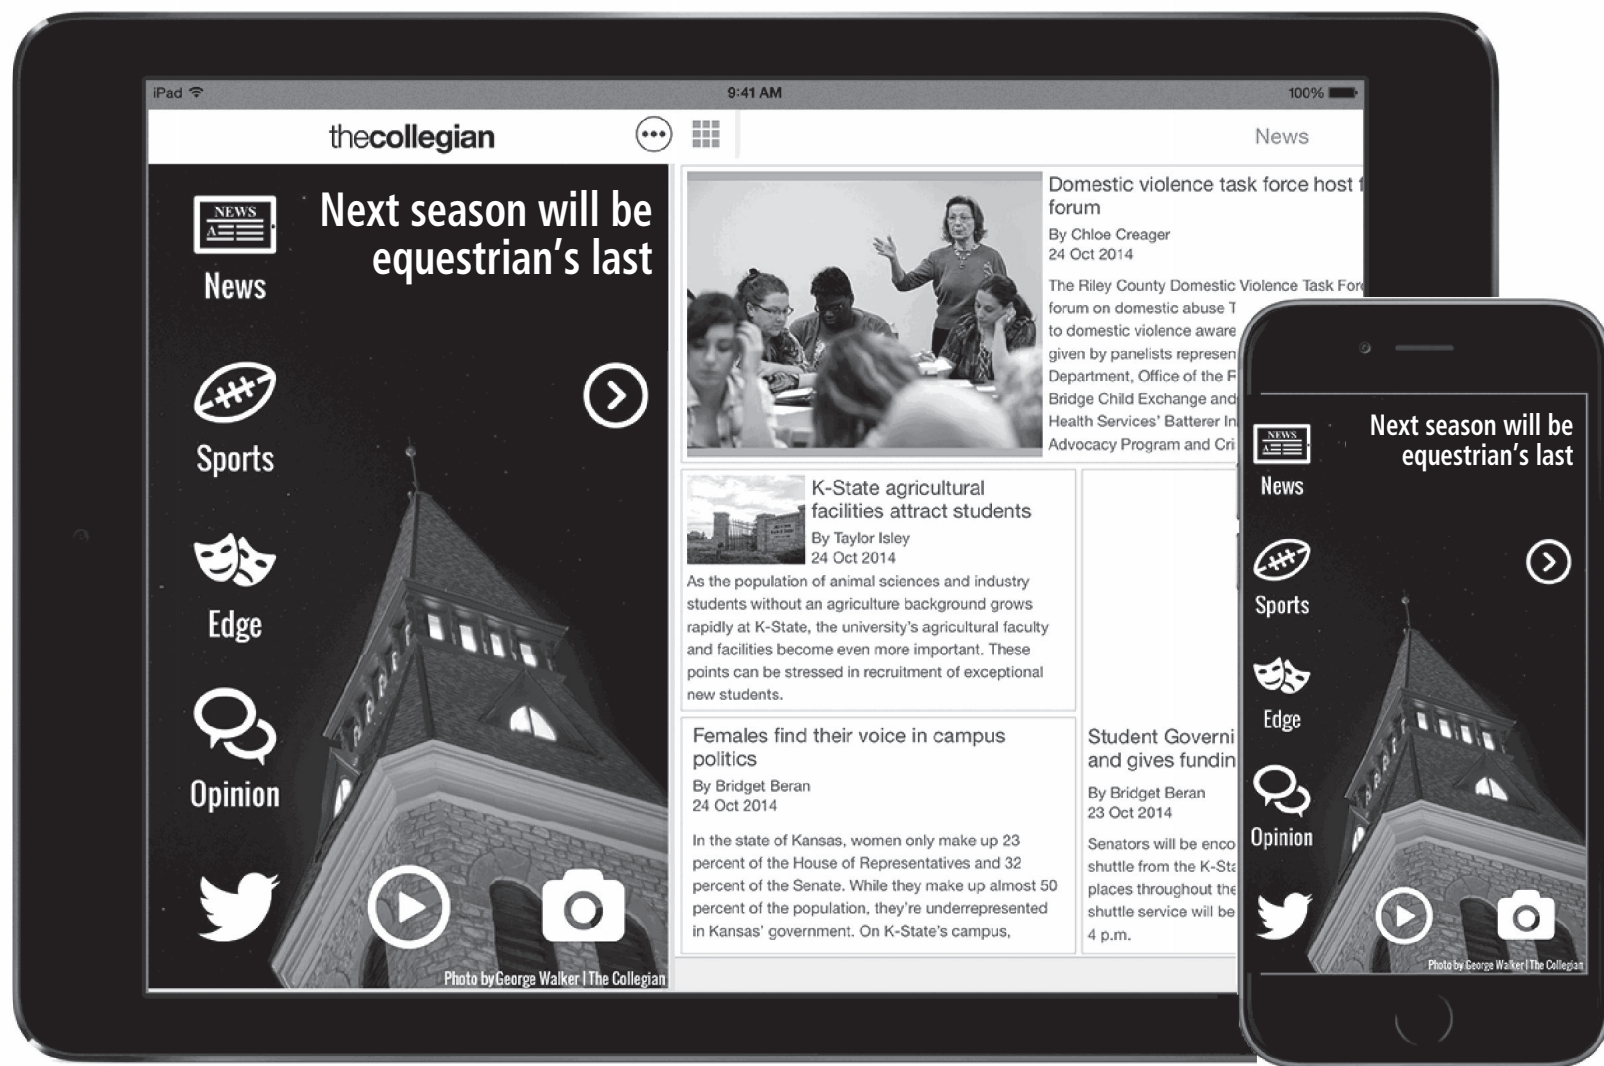 iPad
9:41 AM
100%
thecollegian
News
NEWS
A
News
Sports
Edge
Opinion
Next season will be
equestrian's last
Photo by George Walker | The Collegian
Domestic violence task force host f
forum
By Chloe Creager
24 Oct 2014
The Riley County Domestic Violence Task Forc
forum on domestic abuse T
to domestic violence aware
given by panelists represen
Department, Office of the R
Bridge Child Exchange and
Health Services' Batterer In
Advocacy Program and Cri
K-State agricultural
facilities attract students
By Taylor Isley
24 Oct 2014
As the population of animal sciences and industry
students without an agriculture background grows
rapidly at K-State, the university's agricultural faculty
and facilities become even more important. These
points can be stressed in recruitment of exceptional
new students.
Females find their voice in campus
politics
By Bridget Beran
24 Oct 2014
In the state of Kansas, women only make up 23
percent of the House of Representatives and 32
percent of the Senate. While they make up almost 50
percent of the population, they're underrepresented
in Kansas' government. On K-State's campus,
Student Governi
and gives fundin
By Bridget Beran
23 Oct 2014
Senators will be enco
shuttle from the K-Sta
places throughout the
shuttle service will be
4 p.m.
NEWS
A
News
Sports
Edge
Opinion
Next season will be
equestrian's last
Photo by George Walker | The Collegian